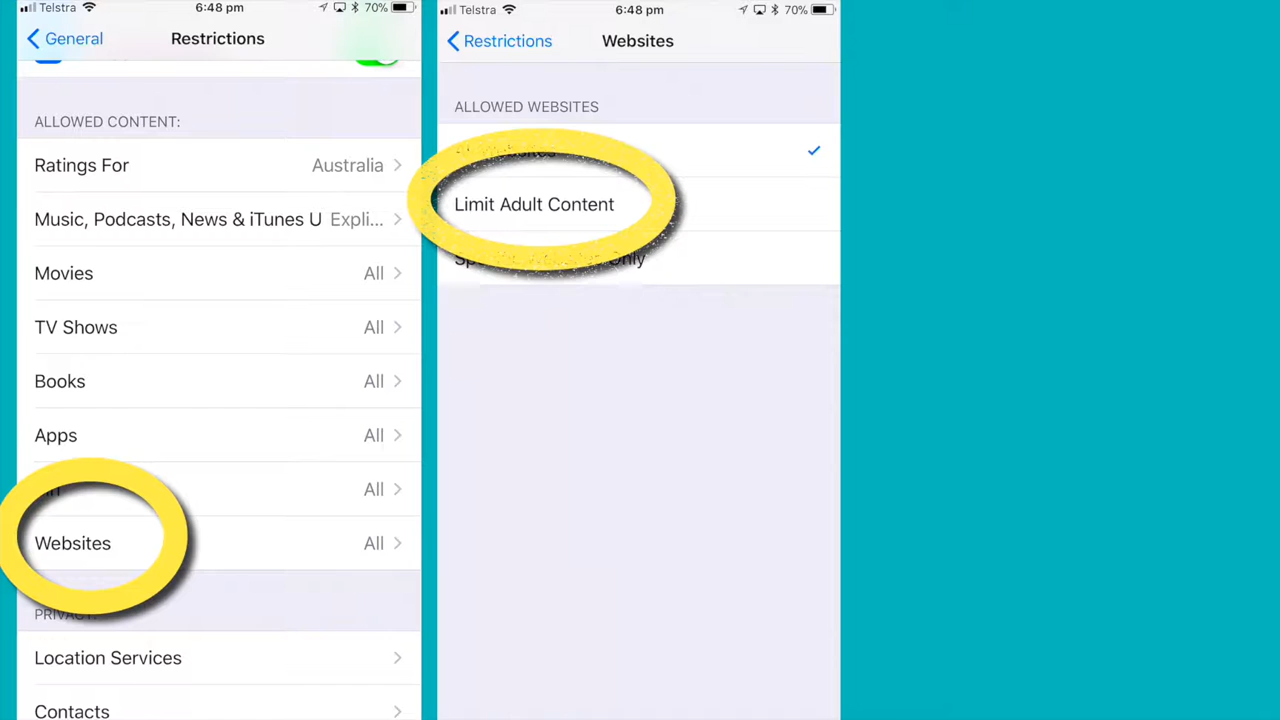 Telstra 6:48 pm 70%
General Restrictions
ALLOWED CONTENT:
Ratings For Australia
Music, Podcasts, News & iTunes U Expli...
Movies All
TV Shows All
Books All
Apps All
All
Websites All
PRIVACY:
Location Services
Contacts
Telstra 6:48 pm 70%
Restrictions Websites
ALLOWED WEBSITES
Limit Adult Content
Only